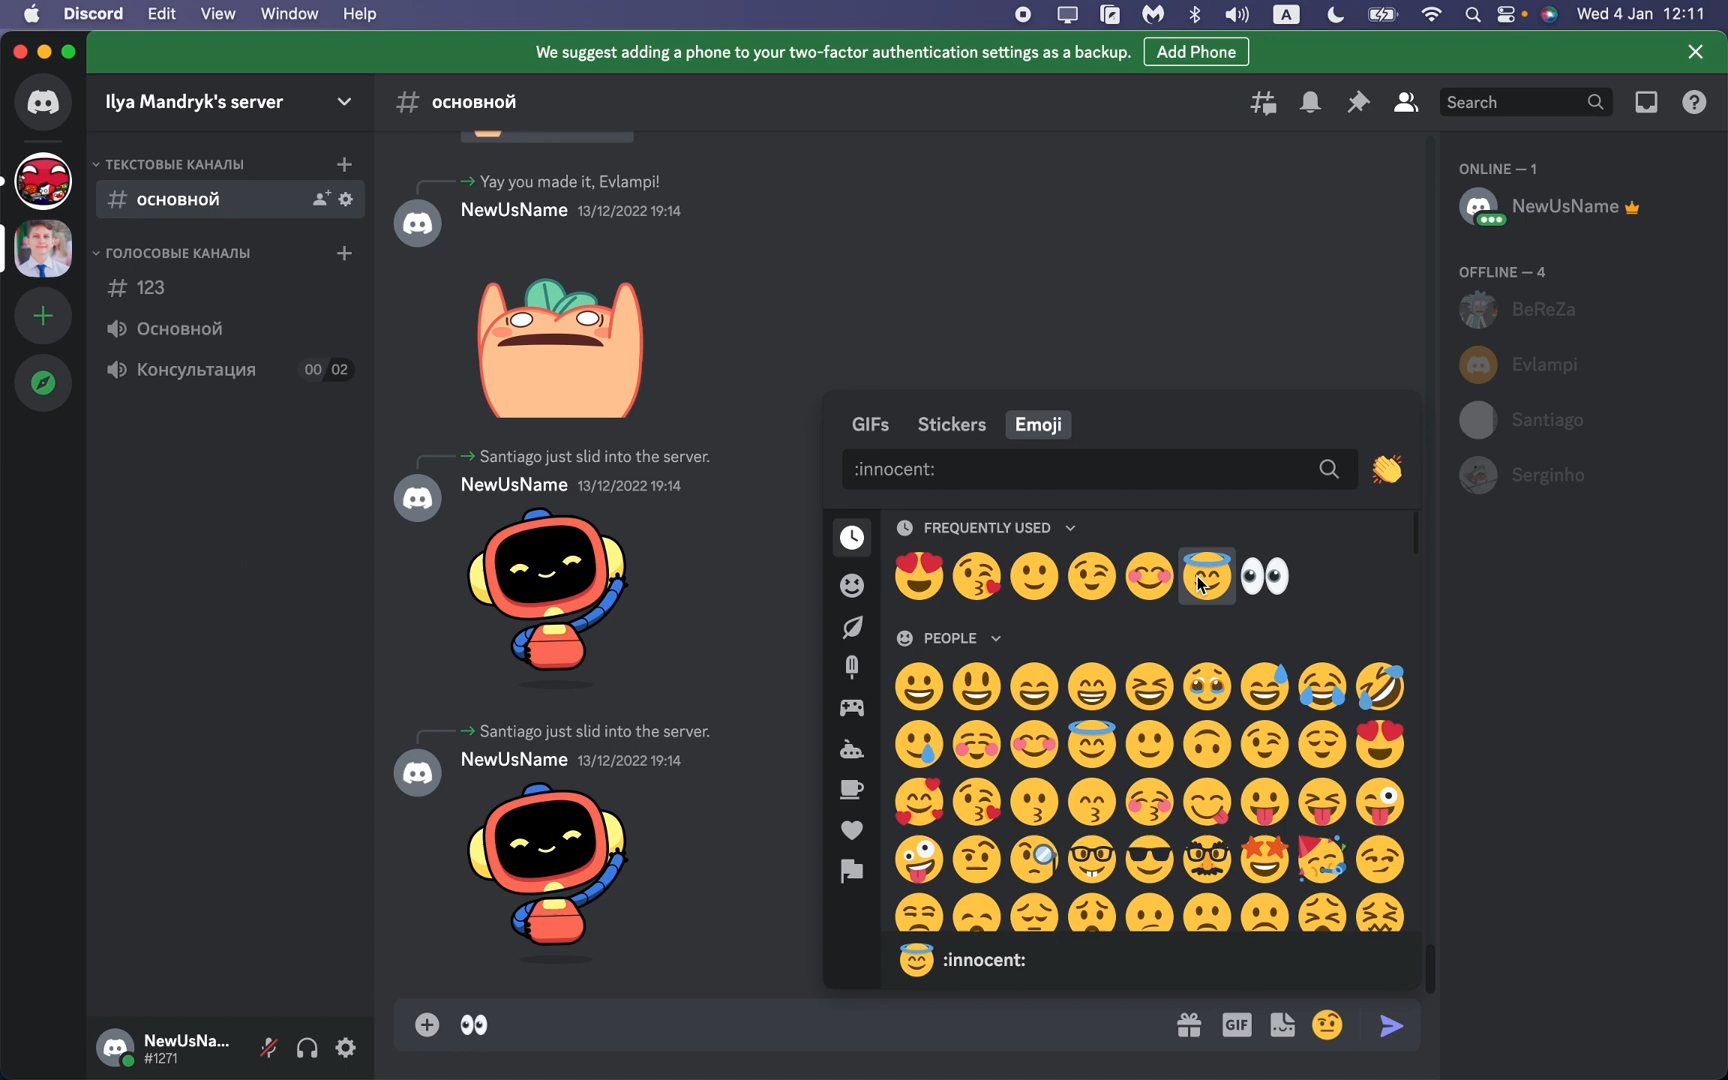 Discord Edit View Window Help
A
Wed 4 Jan 12:11
We suggest adding a phone to your two-factor authentication settings as a backup. Add Phone
Ilya Mandryk's server
ОСНОВНОЙ
Search
ТЕКСТОВЫЕ КАНАЛЫ
ОСНОВНОЙ
ГОЛОСОВЫЕ КАНАЛЫ
123
Основной
Консультация 00 02
Yay you made it, Evlampi!
NewUsName 13/12/2022 19:14
Santiago just slid into the server.
NewUsName 13/12/2022 19:14
Santiago just slid into the server.
NewUsName 13/12/2022 19:14
GIFs Stickers Emoji
:innocent:
FREQUENTLY USED
PEOPLE
:innocent:
GIF
ONLINE — 1
NewUsName
OFFLINE — 4
BeReZa
Evlampi
Santiago
Serginho
NewUsNa...
#1271